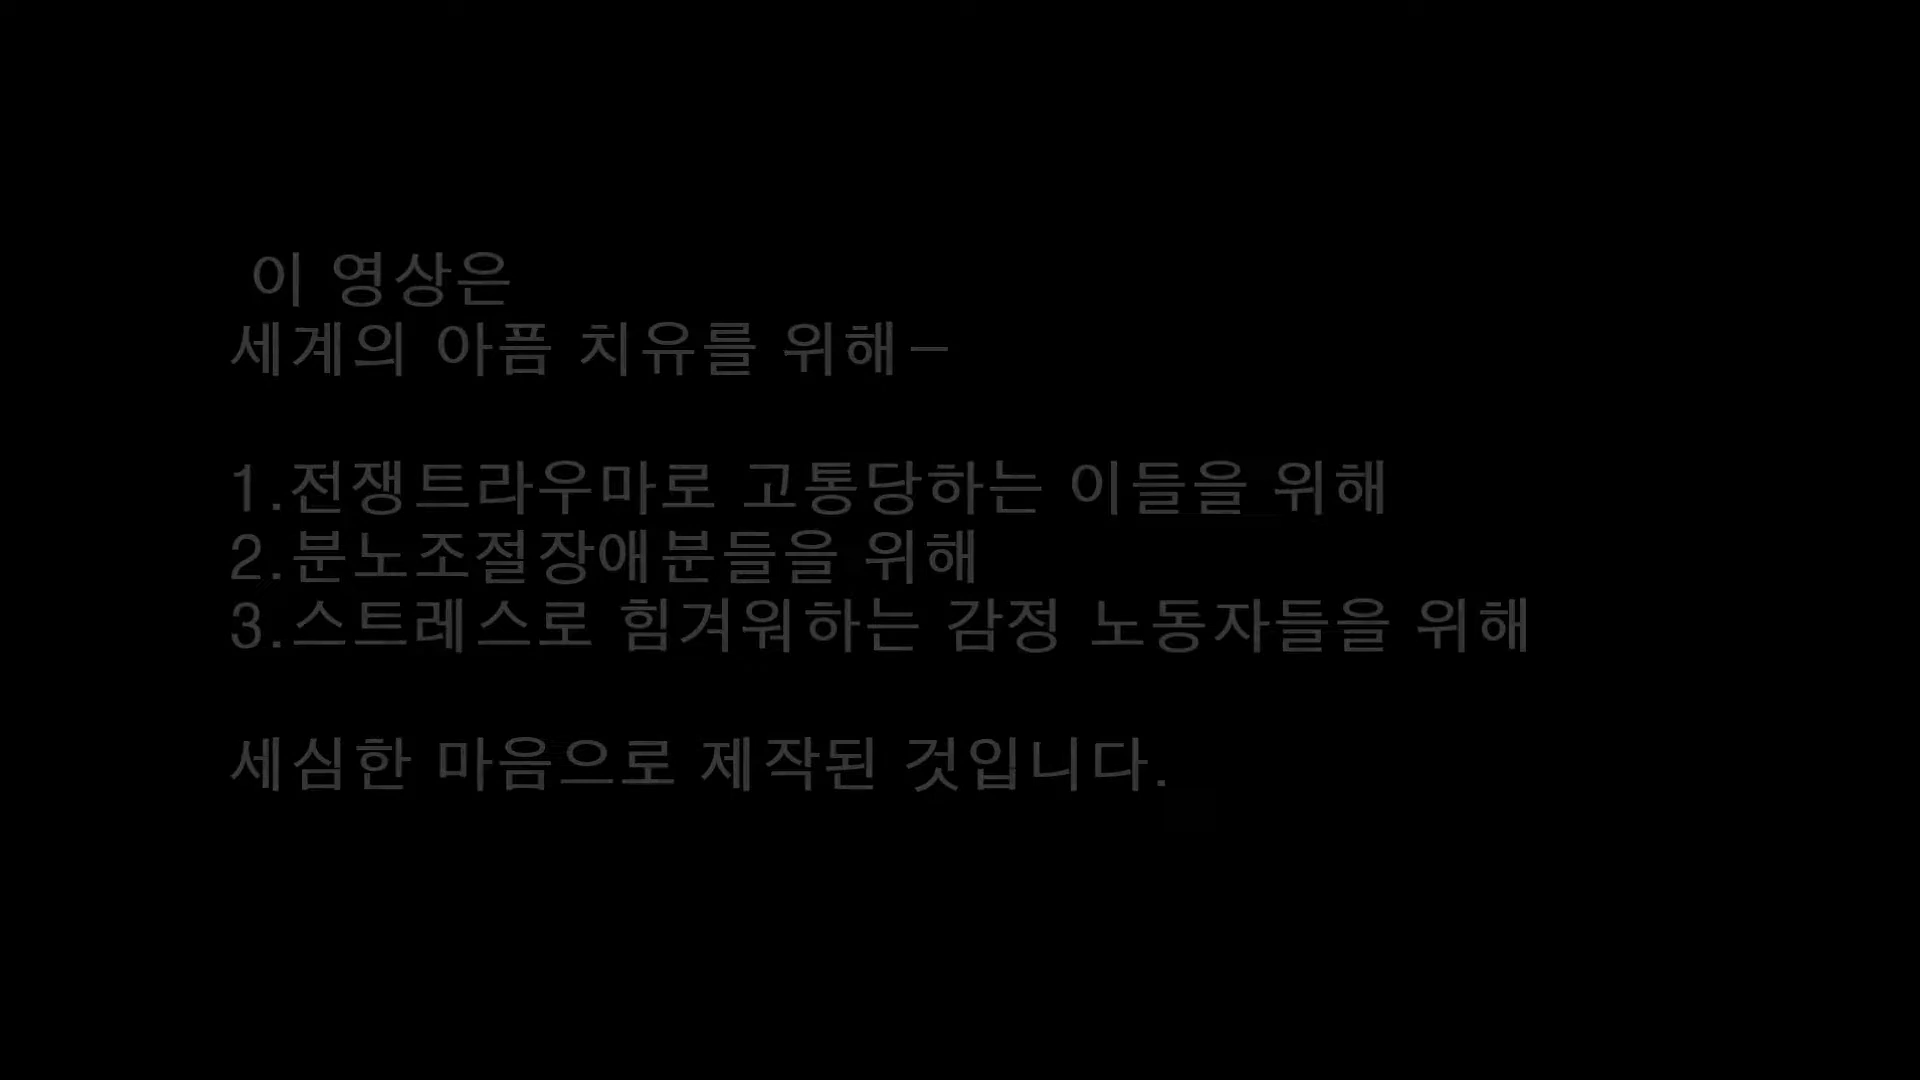 이 영상은
세계의 아픔 치유를 위해-
1.전쟁트라우마로 고통당하는 이들을 위해
2.분노조절장애분들을 위해
3.스트레스로 힘겨워하는 감정 노동자들을 위해
세심한 마음으로 제작된 것입니다.